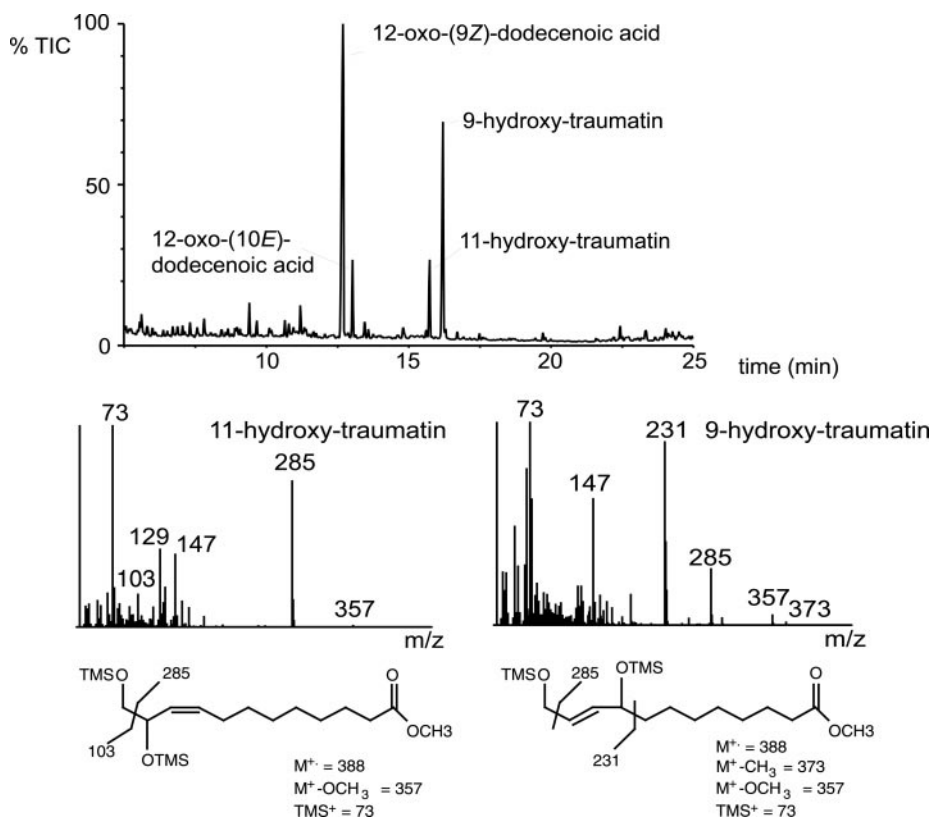 100
% TIC
12-oxo-(9Z)-dodecenoic acid
9-hydroxy-traumatin
50
12-oxo-(10E)-
dodecenoic acid
11-hydroxy-traumatin
0
10
15
20
25
time (min)
73
11-hydroxy-traumatin
285
129
147
103
357
m/z
73
231
9-hydroxy-traumatin
147
285
357
373
m/z
TMSO
285
O
OCH3
103
OTMS
M+· = 388
M+-OCH3 = 357
TMS+ = 73
TMSO
285
OTMS
O
OCH3
231
M+· = 388
M+-CH3 = 373
M+-OCH3 = 357
TMS+ = 73